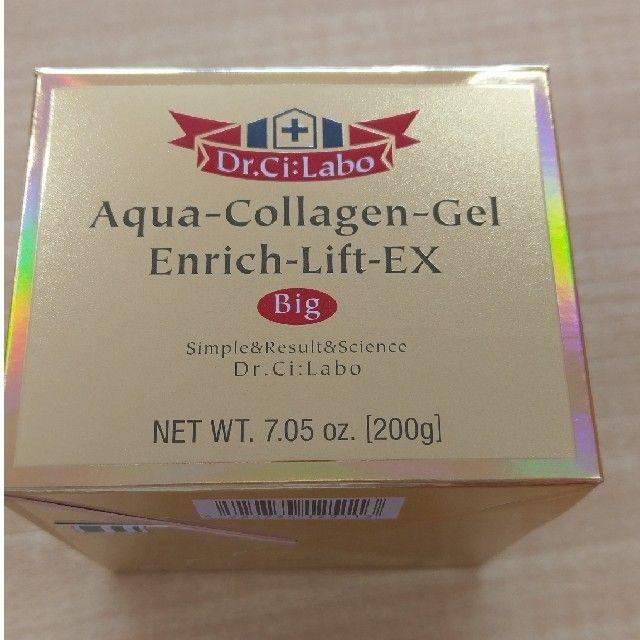 Dr.Ci:Labo
Aqua-Collagen-Gel
Enrich-Lift-EX
Big
Simple&Result&Science
Dr.Ci:Labo
NET WT. 7.05 oz. [200g]